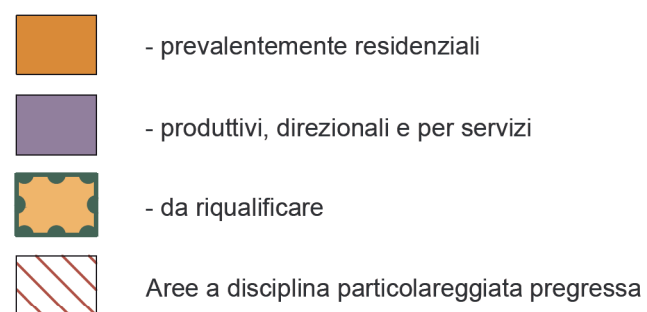 - prevalentemente residenziali
- produttivi, direzionali e per servizi
- da riqualificare
Aree a disciplina particolareggiata pregressa